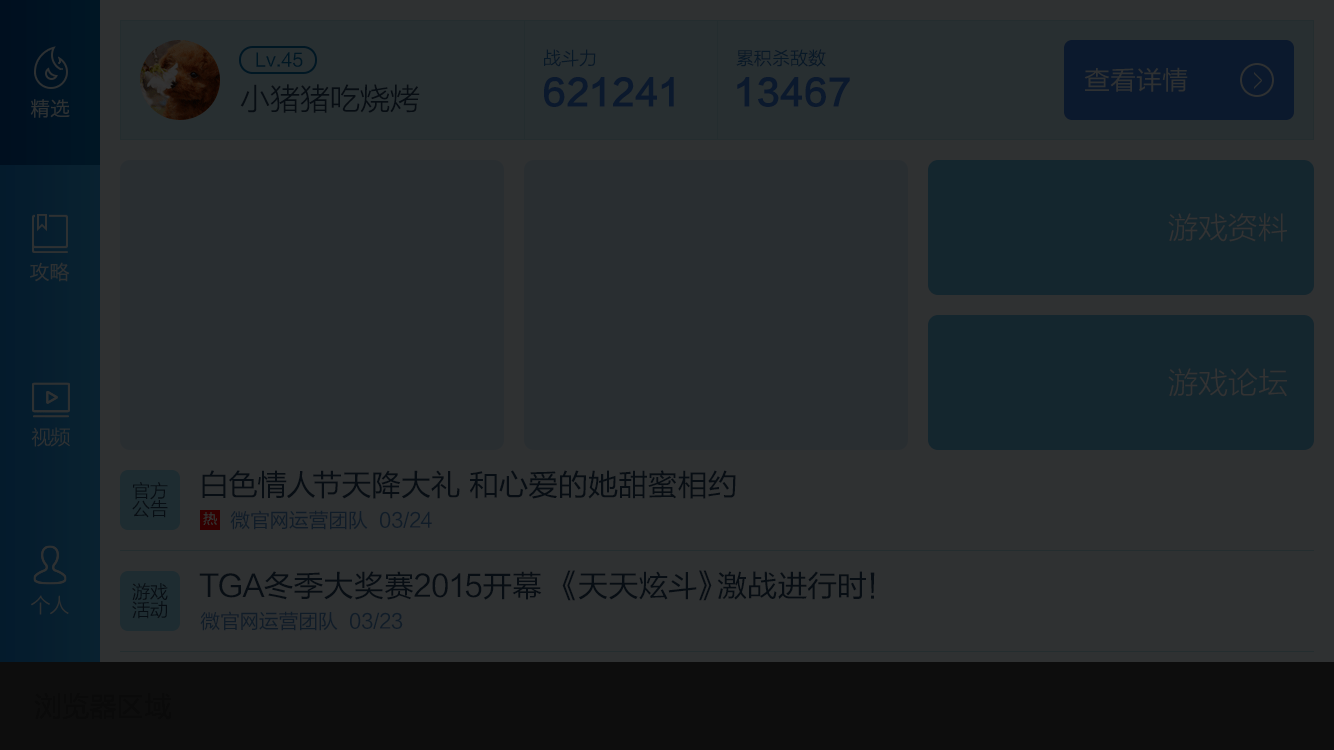 精选
攻略
视频
个人
Lv.45
小猪猪吃烧烤
战斗力
621241
累积杀敌数
13467
查看详情
游戏资料
游戏论坛
官方
公告
白色情人节天降大礼 和心爱的她甜蜜相约
热 微官网运营团队 03/24
游戏
活动
TGA冬季大奖赛2015开幕 《天天炫斗》激战进行时！
微官网运营团队 03/23
浏览器区域